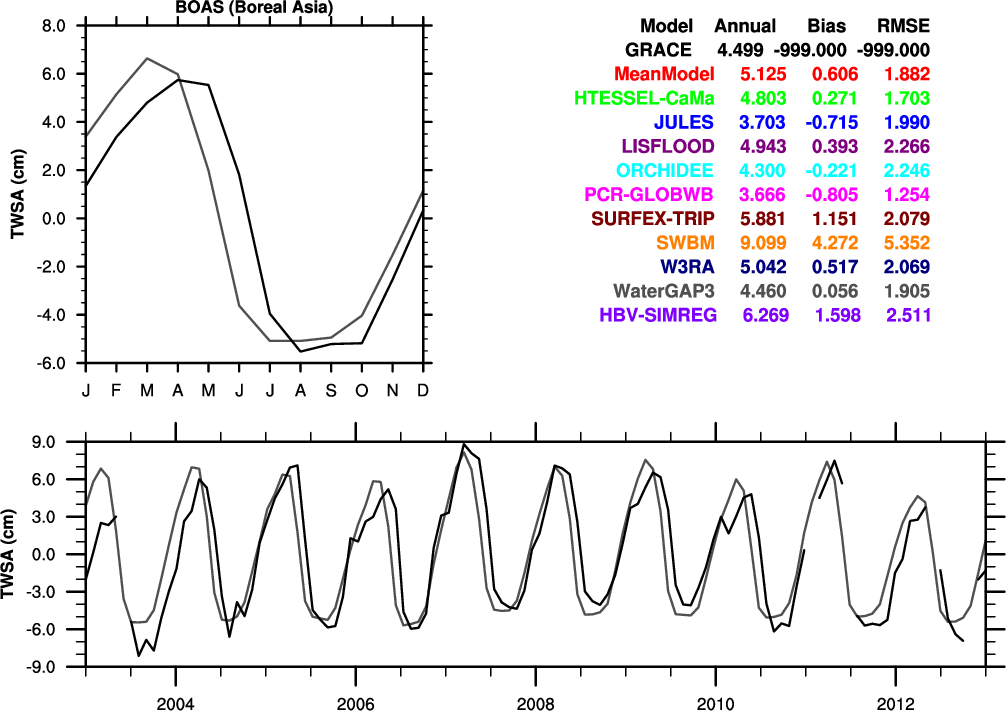 BOAS (Boreal Asia)
8.0
6.0
4.0
2.0
0.0
-2.0
-4.0
-6.0
TWSA (cm)
J F M A M J J A S O N D
Model Annual Bias RMSE
GRACE 4.499 -999.000 -999.000
MeanModel 5.125 0.606 1.882
HTESSEL-CaMa 4.803 0.271 1.703
JULES 3.703 -0.715 1.990
LISFLOOD 4.943 0.393 2.266
ORCHIDEE 4.300 -0.221 2.246
PCR-GLOBWB 3.666 -0.805 1.254
SURFEX-TRIP 5.881 1.151 2.079
SWBM 9.099 4.272 5.352
W3RA 5.042 0.517 2.069
WaterGAP3 4.460 0.056 1.905
HBV-SIMREG 6.269 1.598 2.511
9.0
6.0
3.0
0.0
-3.0
-6.0
-9.0
TWSA (cm)
2004 2006 2008 2010 2012